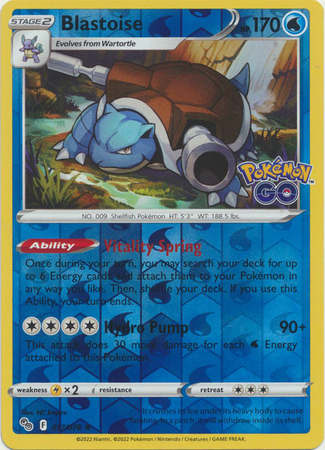 STAGE 2 Blastoise HP 170
Evolves from Wartortle
Pokémon GO
NO. 009 Shellfish Pokémon HT: 5'3" WT: 188.5 lbs.
Ability Vitality Spring
Once during your turn, you may search your deck for up
to 6 Energy cards and attach them to your Pokémon
in any way you like. Then, shuffle your deck. If you use this
Ability, your turn ends.
Hydro Pump 90+
This attack does 30 more damage for each Energy
attached to this Pokémon.
weakness ×2 resistance retreat
Illus. NC Empire It crushes its foe under its heavy body to cause
fainting. In a pinch, it will withdraw inside its shell.
F 017/078 ★ ©2022 Niantic. ©2022 Pokémon / Nintendo / Creatures / GAME FREAK.